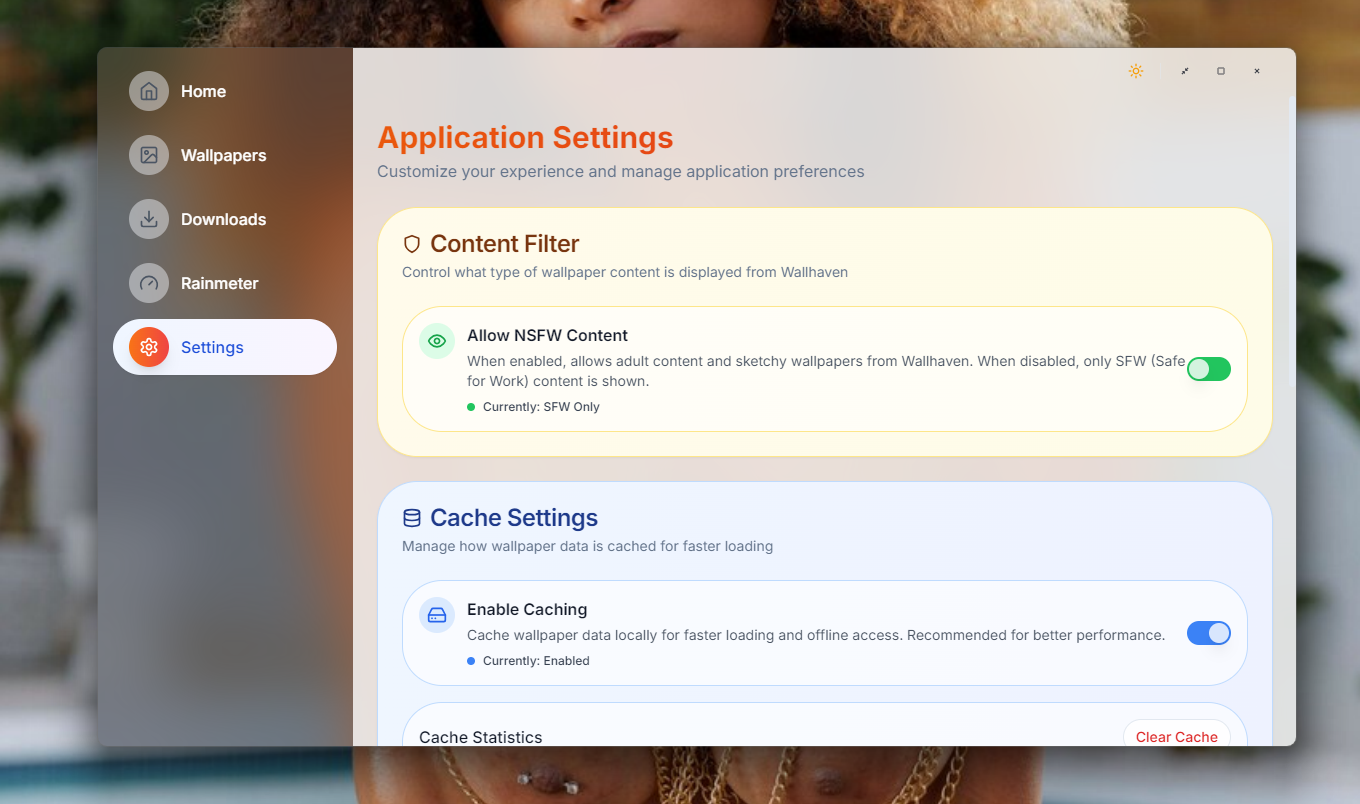 Home
Wallpapers
Downloads
Rainmeter
Settings
Application Settings
Customize your experience and manage application preferences
Content Filter
Control what type of wallpaper content is displayed from Wallhaven
Allow NSFW Content
When enabled, allows adult content and sketchy wallpapers from Wallhaven. When disabled, only SFW (Safe
for Work) content is shown.
Currently: SFW Only
Cache Settings
Manage how wallpaper data is cached for faster loading
Enable Caching
Cache wallpaper data locally for faster loading and offline access. Recommended for better performance.
Currently: Enabled
Cache Statistics
Clear Cache